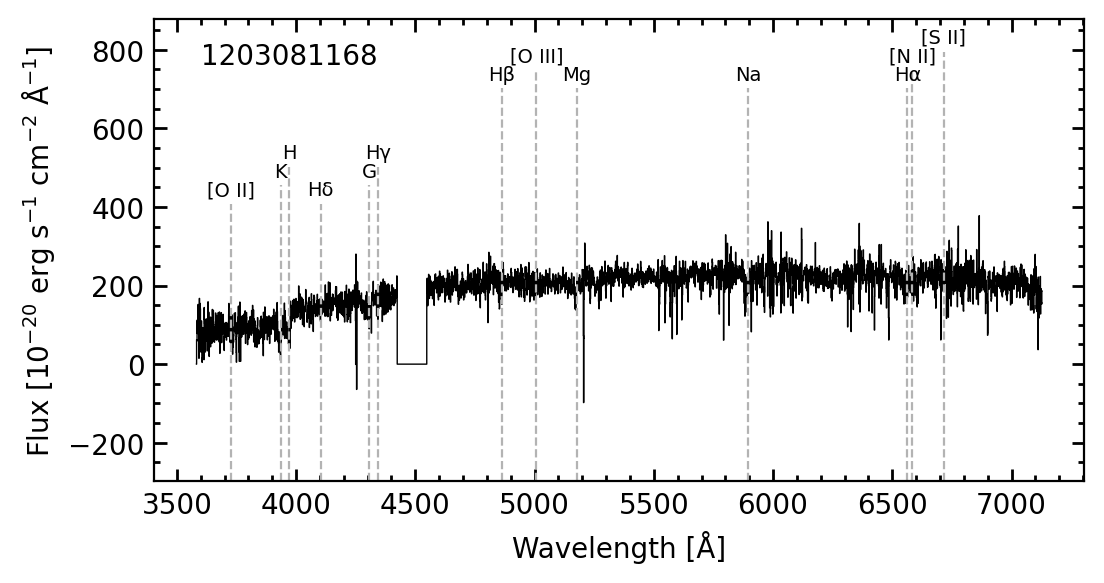 1203081168
[S II]
[O III]
[N II]
Hβ
Mg
Na
Hα
H
Hγ
K
G
[O II]
Hδ
800
600
400
200
0
−200
Flux [10⁻²⁰ erg s⁻¹ cm⁻² Å⁻¹]
3500 4000 4500 5000 5500 6000 6500 7000
Wavelength [Å]